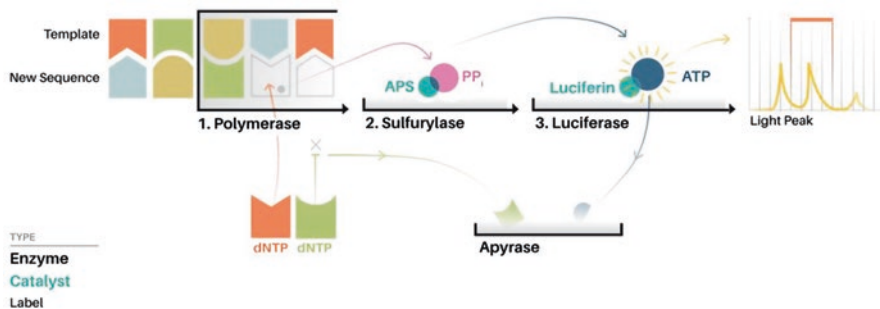 Template
New Sequence
1. Polymerase
APS
PPi
2. Sulfurylase
Luciferin
ATP
3. Luciferase
Light Peak
dNTP
dNTP
Apyrase
TYPE
Enzyme
Catalyst
Label